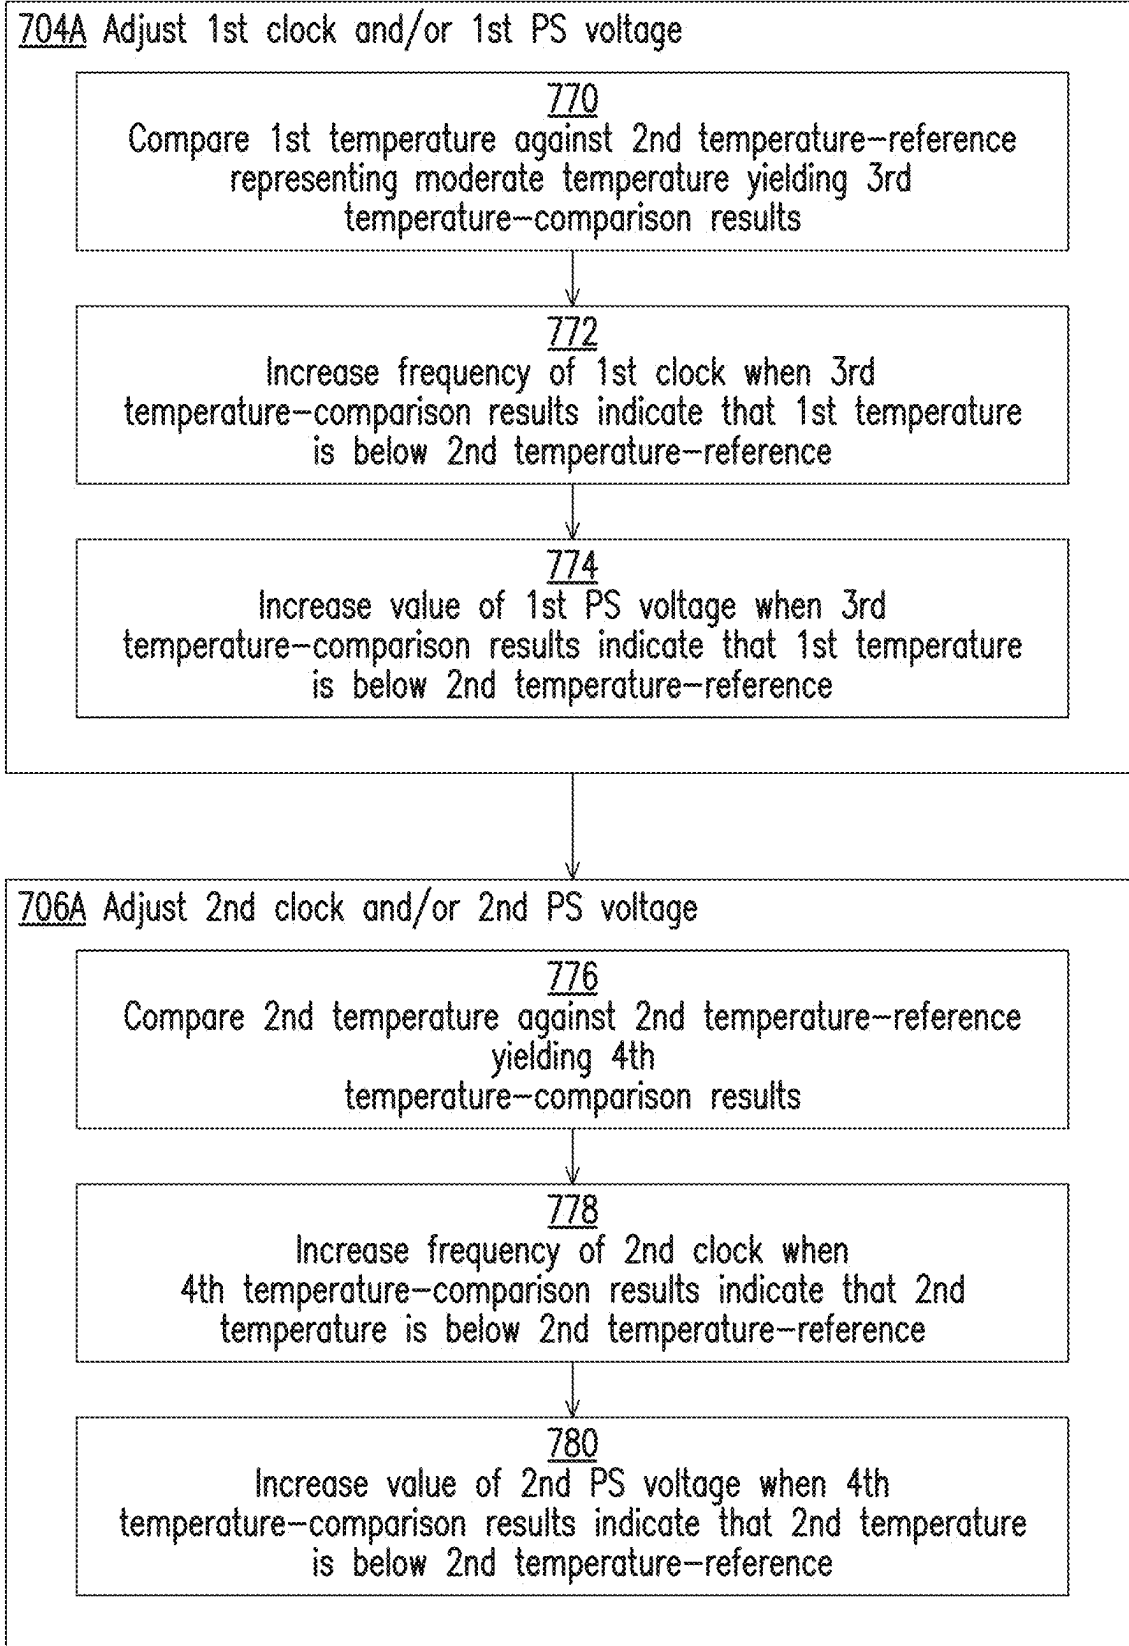 704A Adjust 1st clock and/or 1st PS voltage
770
Compare 1st temperature against 2nd temperature-reference
representing moderate temperature yielding 3rd
temperature-comparison results
772
Increase frequency of 1st clock when 3rd
temperature-comparison results indicate that 1st temperature
is below 2nd temperature-reference
774
Increase value of 1st PS voltage when 3rd
temperature-comparison results indicate that 1st temperature
is below 2nd temperature-reference
706A Adjust 2nd clock and/or 2nd PS voltage
776
Compare 2nd temperature against 2nd temperature-reference
yielding 4th
temperature-comparison results
778
Increase frequency of 2nd clock when
4th temperature-comparison results indicate that 2nd
temperature is below 2nd temperature-reference
780
Increase value of 2nd PS voltage when 4th
temperature-comparison results indicate that 2nd temperature
is below 2nd temperature-reference